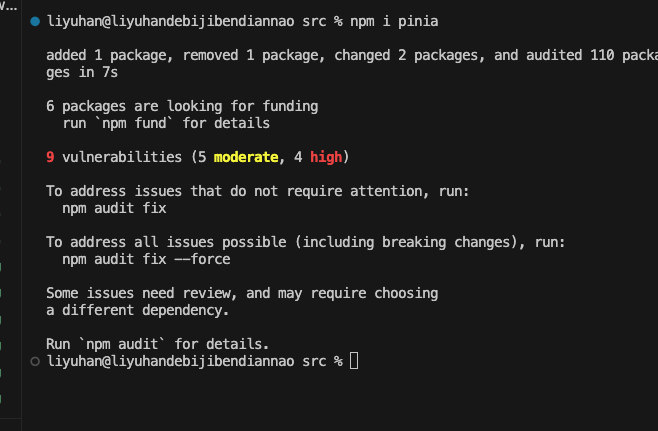 w...
liyuhan@liyuhandebijibendiannao src % npm i pinia
added 1 package, removed 1 package, changed 2 packages, and audited 110 packa
ges in 7s
6 packages are looking for funding
run `npm fund` for details
9 vulnerabilities (5 moderate, 4 high)
To address issues that do not require attention, run:
npm audit fix
To address all issues possible (including breaking changes), run:
npm audit fix --force
Some issues need review, and may require choosing
a different dependency.
Run `npm audit` for details.
liyuhan@liyuhandebijibendiannao src %